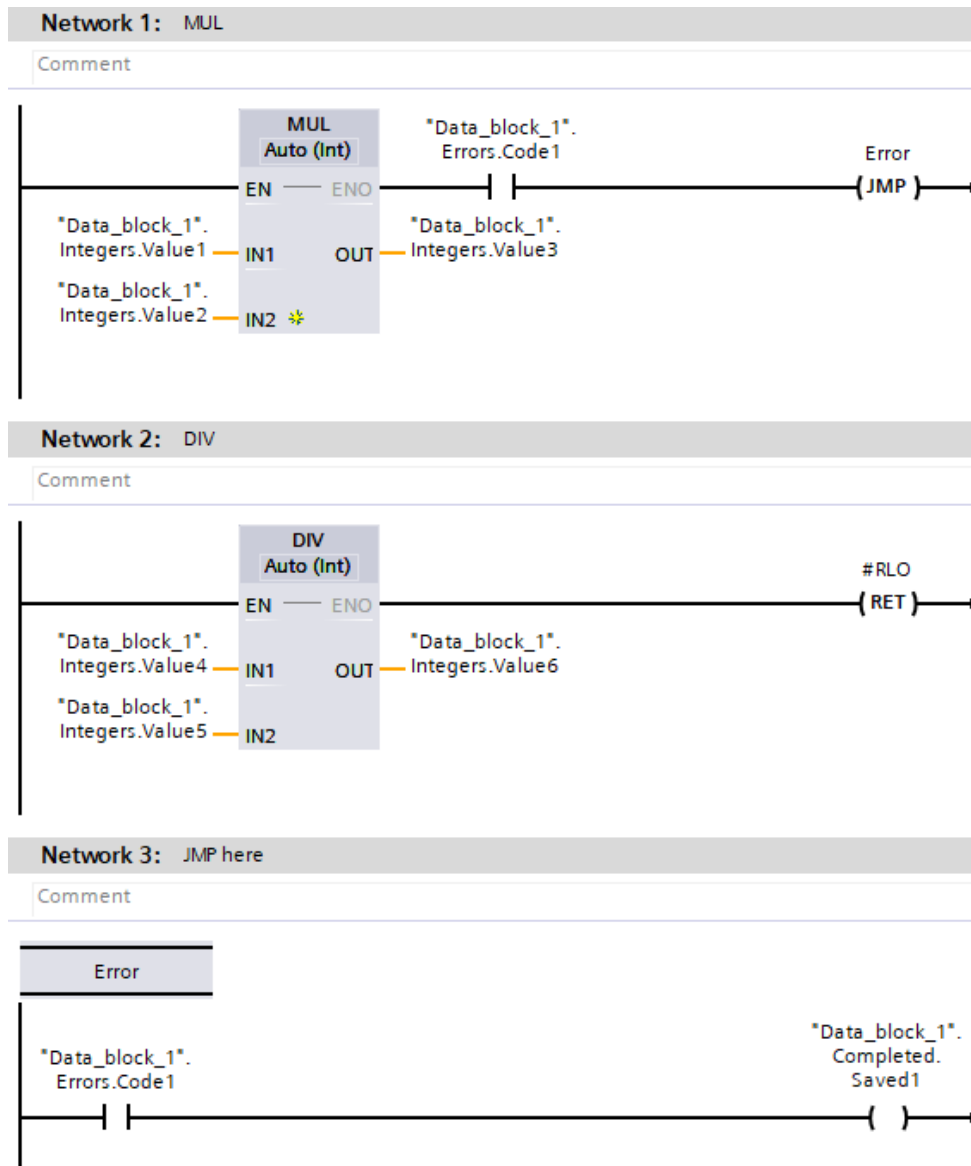 Network 1: MUL
Comment
MUL
Auto (Int)
EN ENO
"Data_block_1".
Integers.Value1
IN1
OUT
"Data_block_1".
Integers.Value2
IN2
"Data_block_1".
Errors.Code1
"Data_block_1".
Integers.Value3
Error
JMP
Network 2: DIV
Comment
DIV
Auto (Int)
EN ENO
"Data_block_1".
Integers.Value4
IN1
OUT
"Data_block_1".
Integers.Value5
IN2
"Data_block_1".
Integers.Value6
#RLO
RET
Network 3: JMP here
Comment
Error
"Data_block_1".
Errors.Code1
"Data_block_1".
Completed.
Saved1